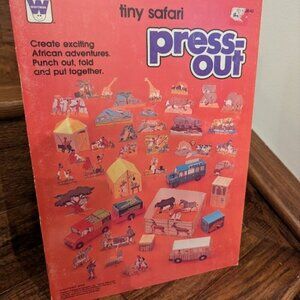 W
tiny safari
press-
out
Create exciting
African adventures.
Punch out, fold
and put together.